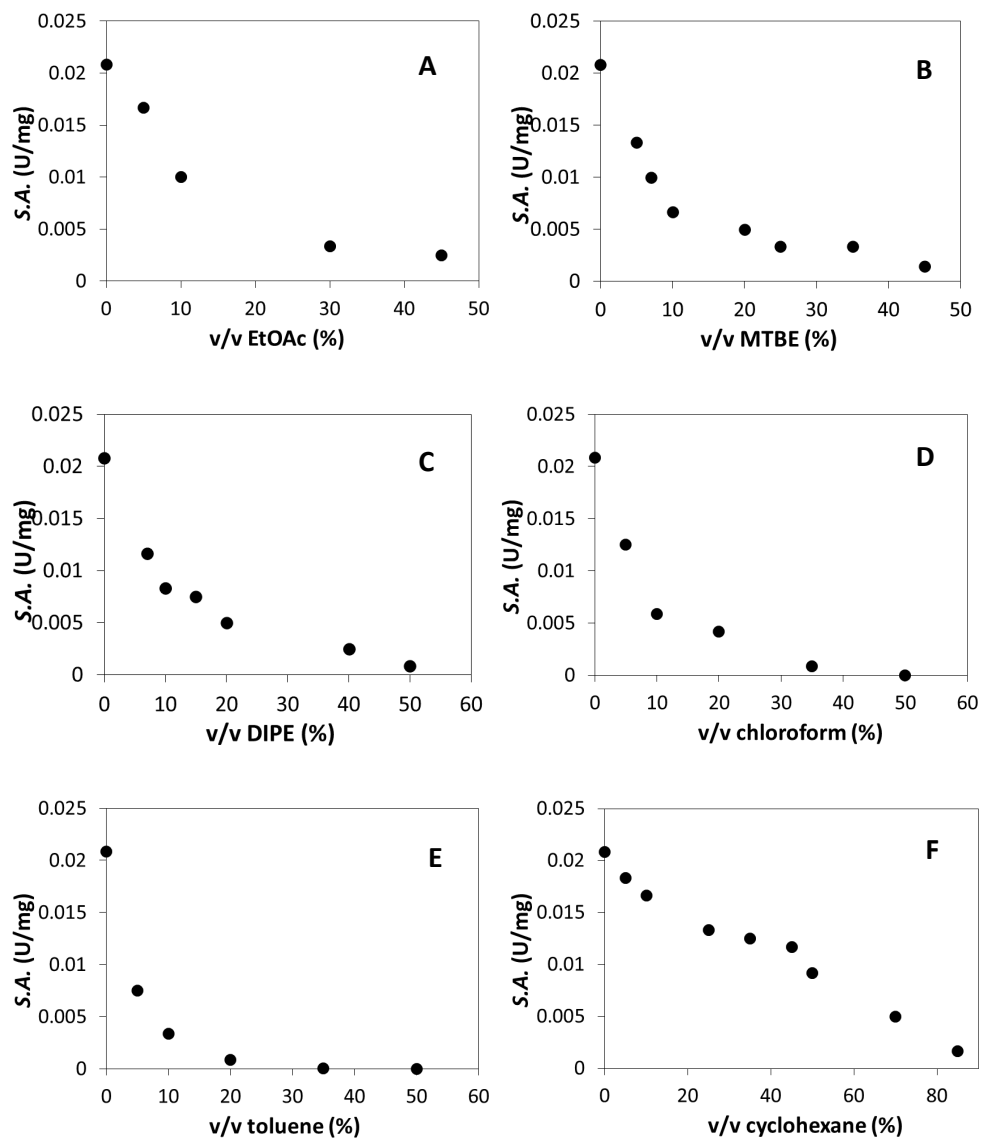 0.025
A
0.02
0.015
0.01
0.005
0
S.A. (U/mg)
0 10 20 30 40 50
v/v EtOAc (%)
0.025
B
0.02
0.015
0.01
0.005
0
S.A. (U/mg)
0 10 20 30 40 50
v/v MTBE (%)
0.025
C
0.02
0.015
0.01
0.005
0
S.A. (U/mg)
0 10 20 30 40 50 60
v/v DIPE (%)
0.025
D
0.02
0.015
0.01
0.005
0
S.A. (U/mg)
0 10 20 30 40 50 60
v/v chloroform (%)
0.025
E
0.02
0.015
0.01
0.005
0
S.A. (U/mg)
0 10 20 30 40 50 60
v/v toluene (%)
0.025
F
0.02
0.015
0.01
0.005
0
S.A. (U/mg)
0 20 40 60 80
v/v cyclohexane (%)